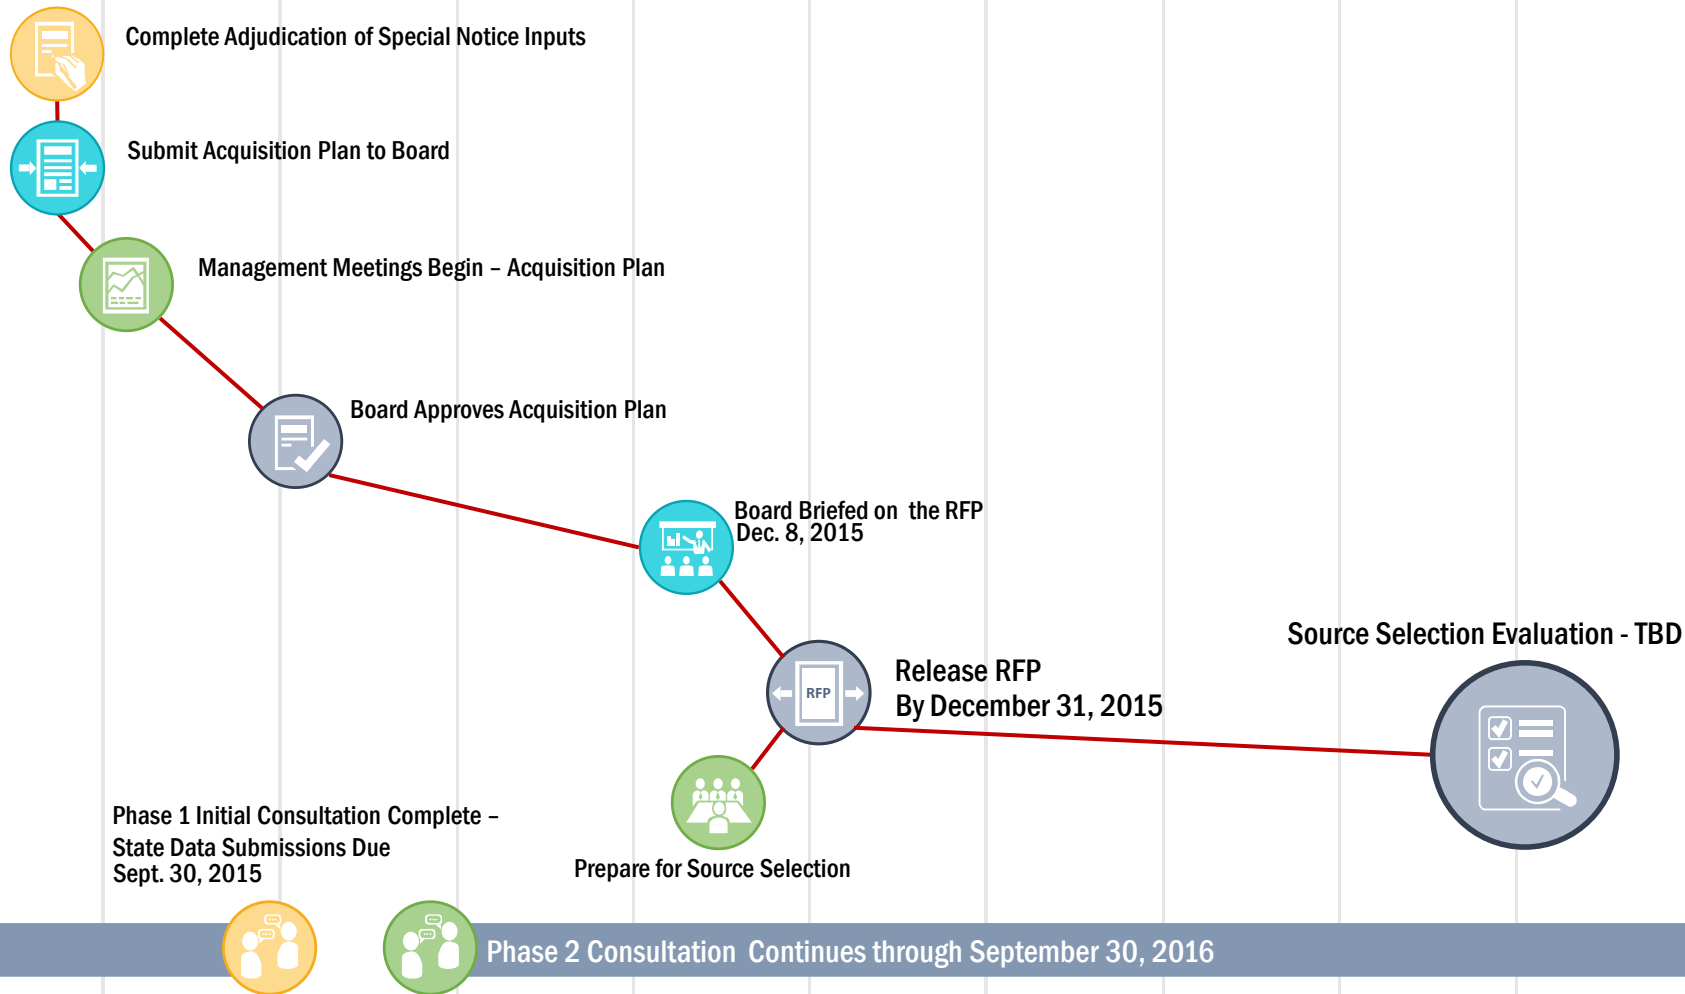 Complete Adjudication of Special Notice Inputs
Submit Acquisition Plan to Board
Management Meetings Begin – Acquisition Plan
Board Approves Acquisition Plan
Board Briefed on the RFP
Dec. 8, 2015
Source Selection Evaluation - TBD
RFP
Release RFP
By December 31, 2015
Phase 1 Initial Consultation Complete –
State Data Submissions Due
Sept. 30, 2015
Prepare for Source Selection
Phase 2 Consultation Continues through September 30, 2016